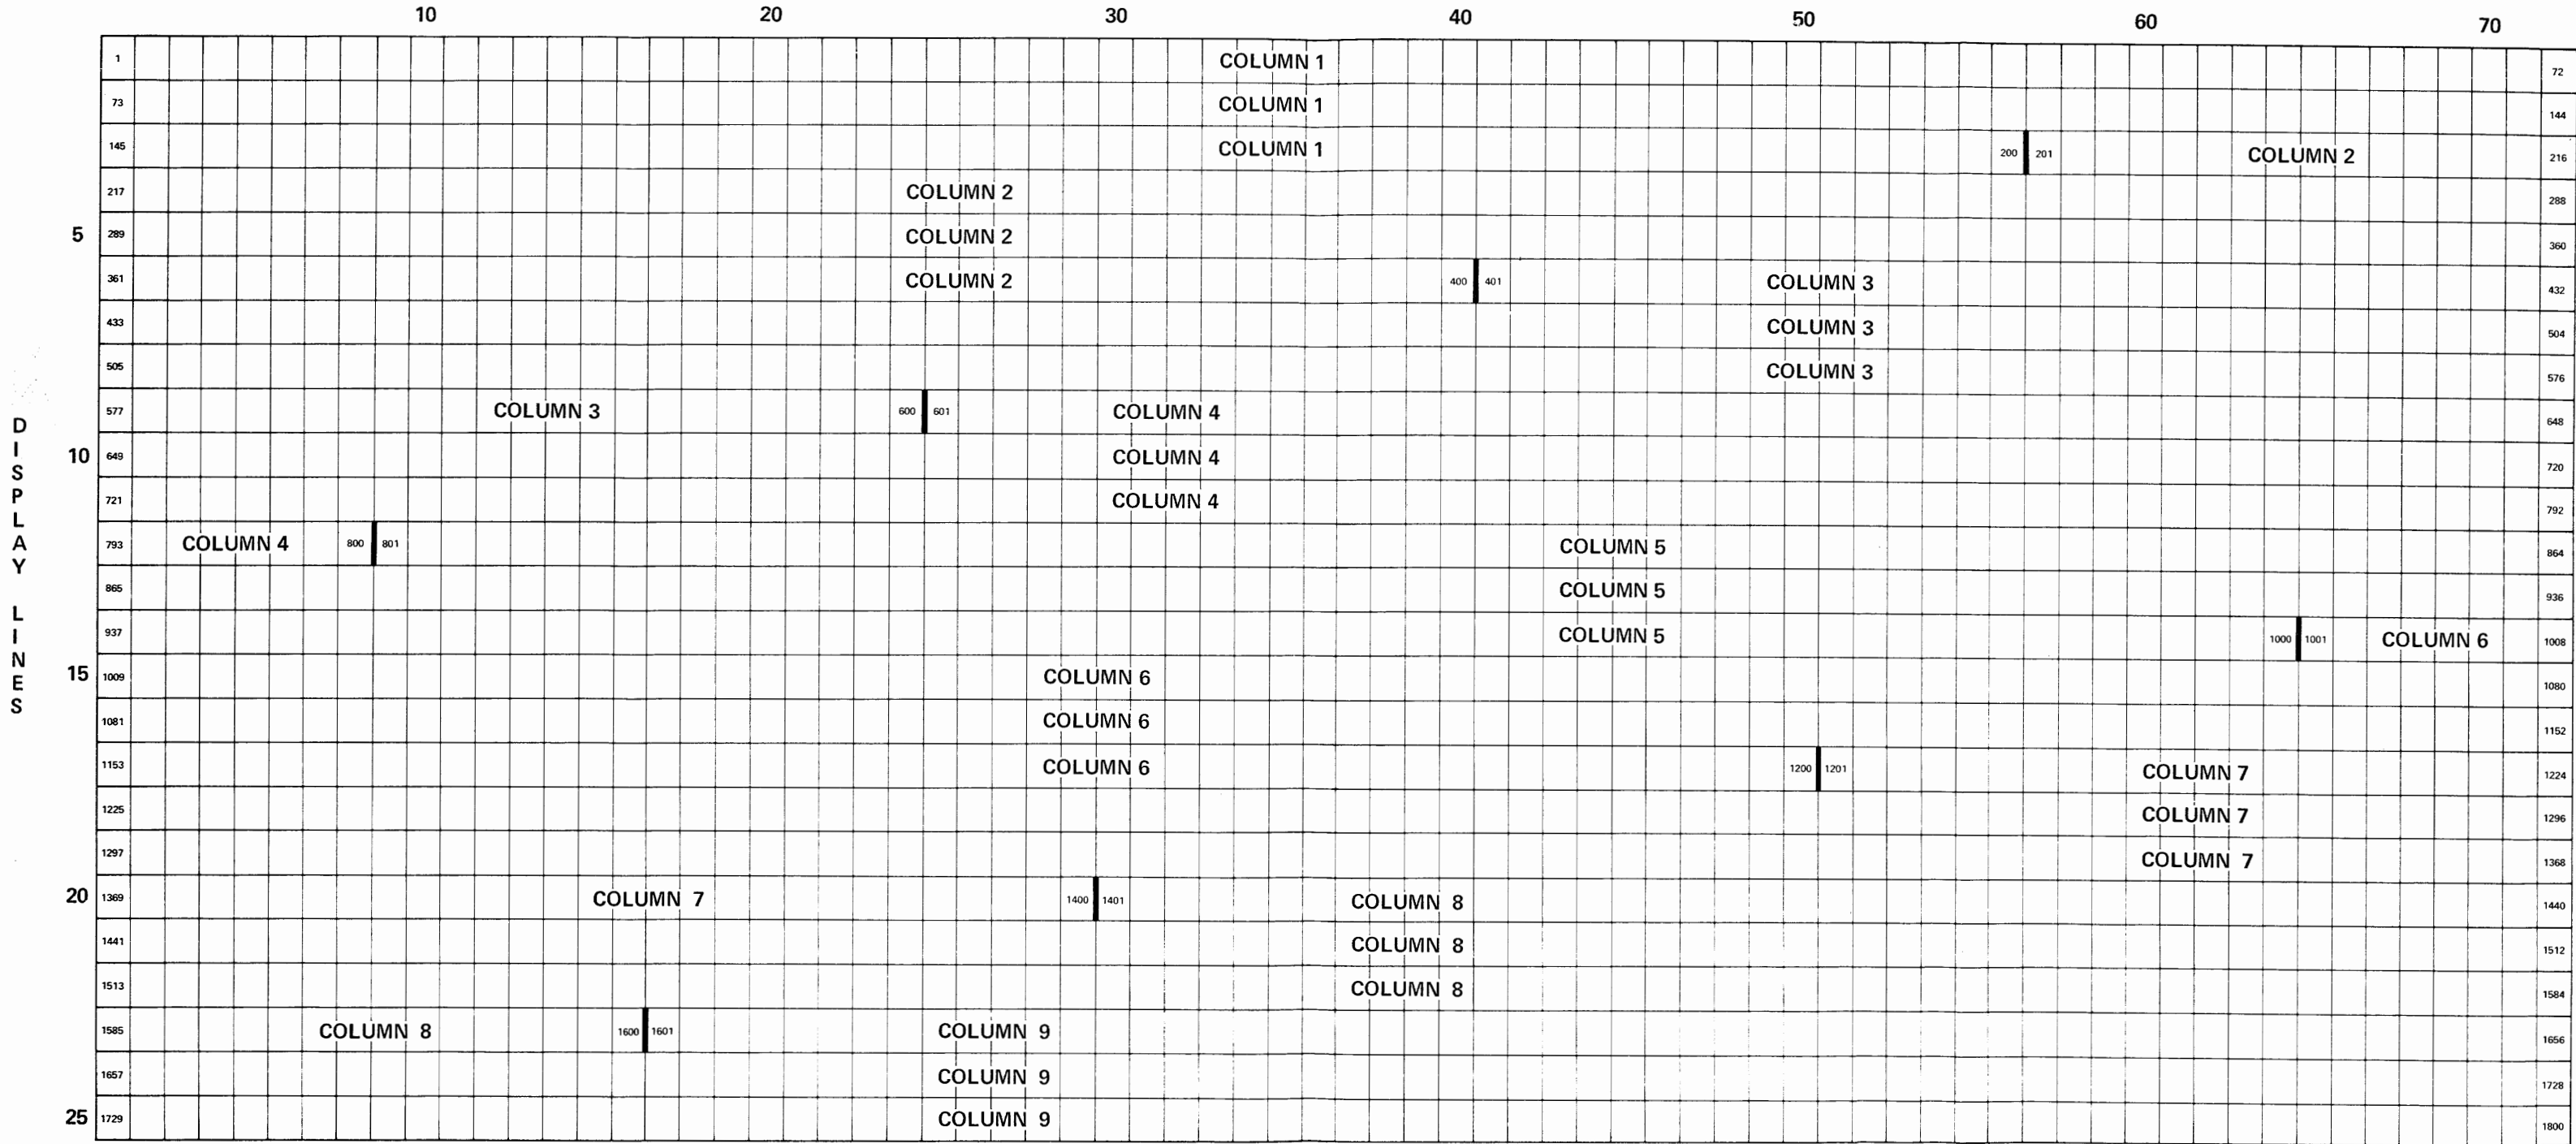 10 20 30 40 50 60 70
1 COLUMN 1 72
73 COLUMN 1 144
145 COLUMN 1 200 201 COLUMN 2 216
217 COLUMN 2 288
5 289 COLUMN 2 360
361 COLUMN 2 400 401 COLUMN 3 432
433 COLUMN 3 504
505 COLUMN 3 576
577 COLUMN 3 600 601 COLUMN 4 648
10 649 COLUMN 4 720
721 COLUMN 4 792
793 COLUMN 4 800 801 COLUMN 5 864
865 COLUMN 5 936
937 COLUMN 5 1000 1001 COLUMN 6 1008
15 1009 COLUMN 6 1080
1081 COLUMN 6 1152
1153 COLUMN 6 1200 1201 COLUMN 7 1224
1225 COLUMN 7 1296
1297 COLUMN 7 1368
20 1369 COLUMN 7 1400 1401 COLUMN 8 1440
1441 COLUMN 8 1512
1513 COLUMN 8 1584
1585 COLUMN 8 1600 1601 COLUMN 9 1656
1657 COLUMN 9 1728
25 1729 COLUMN 9 1800
DISPLAY LINES